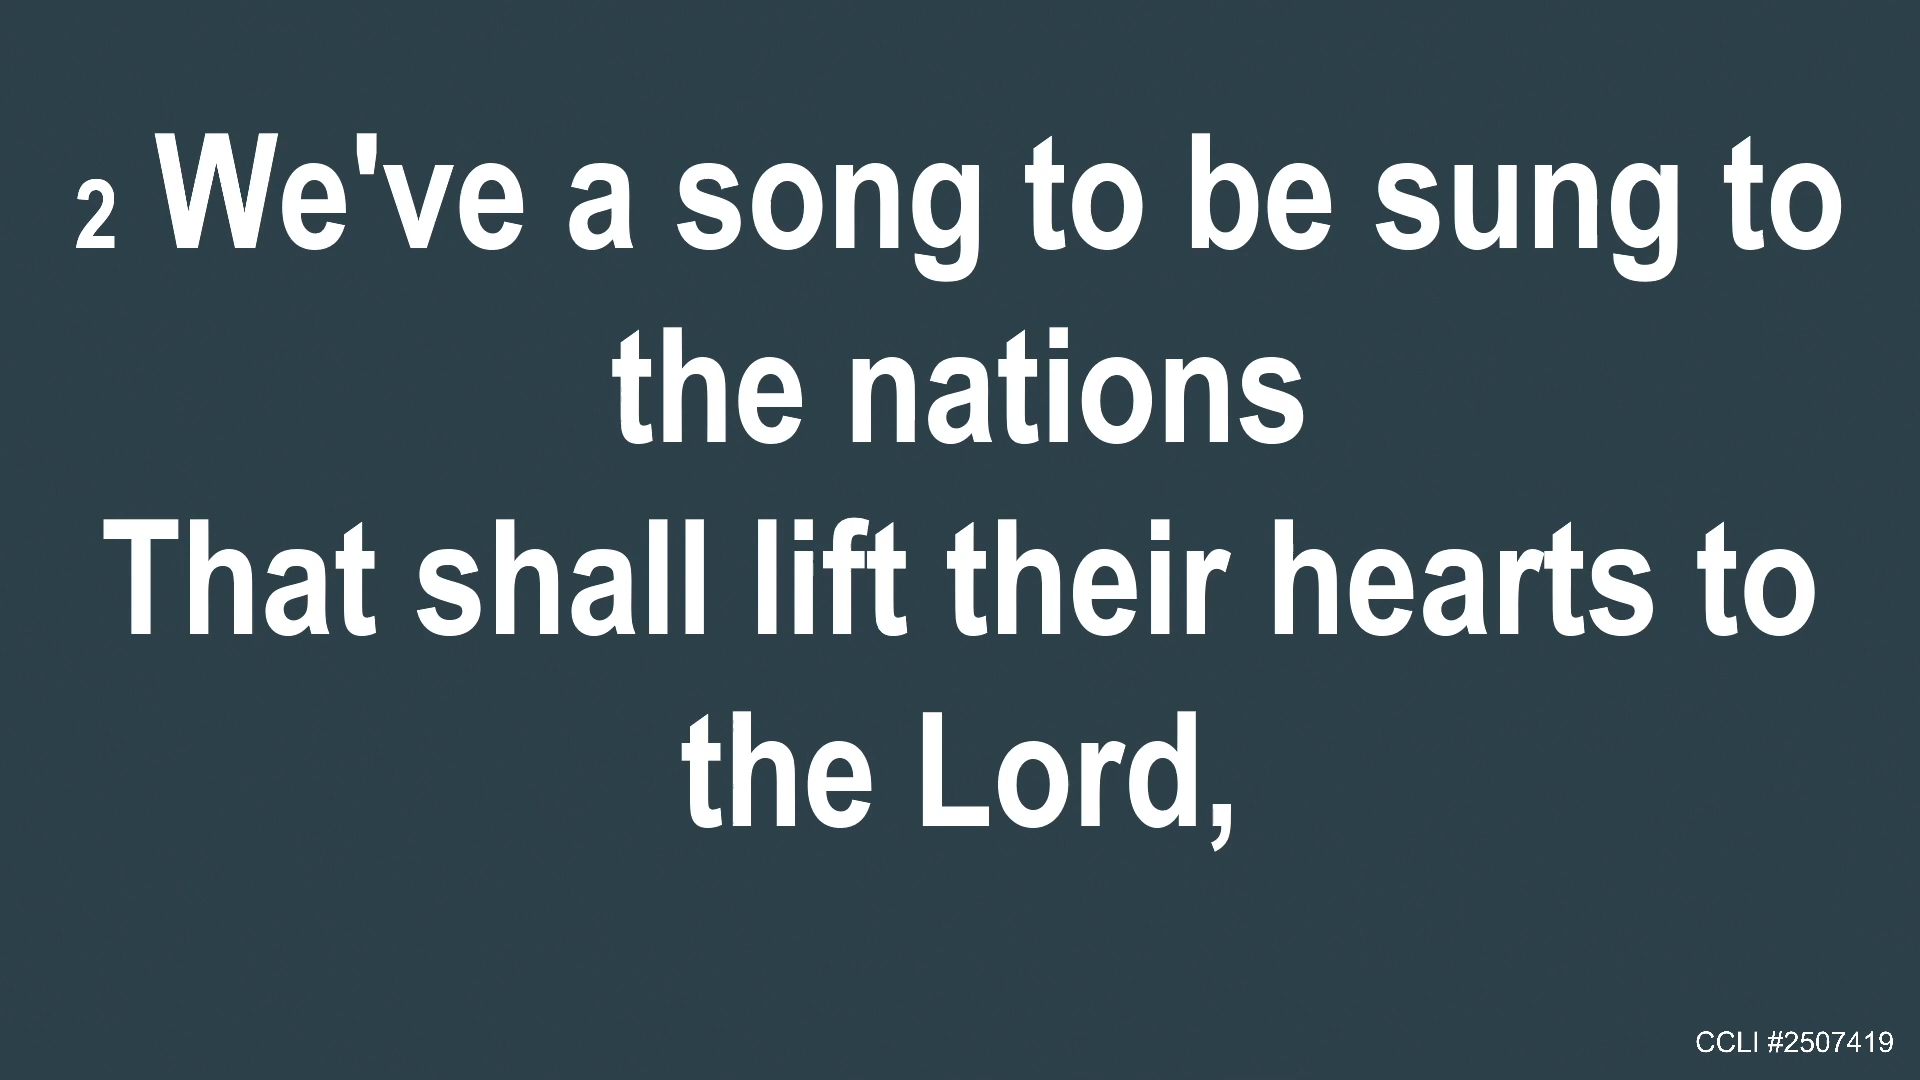 2 We've a song to be sung to
the nations
That shall lift their hearts to
the Lord,
CCLI #2507419